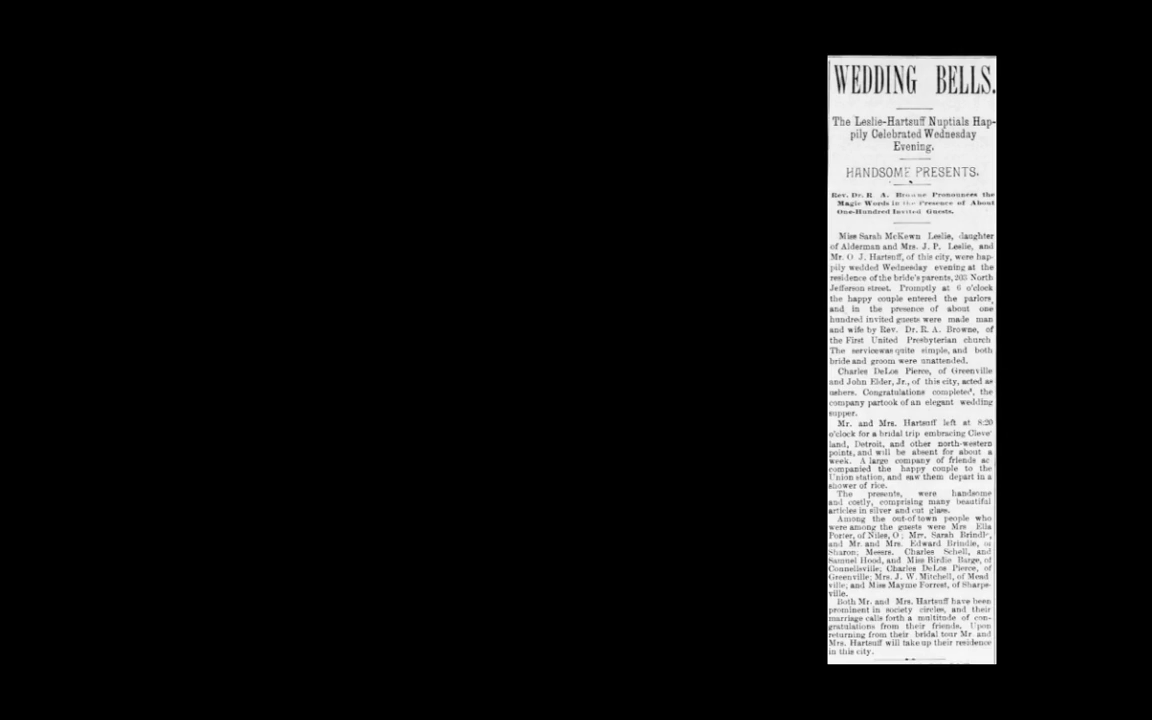 WEDDING BELLS.
The Leslie-Hartsuff Nuptials Hap-
pily Celebrated Wednesday
Evening.
HANDSOME PRESENTS.
Rev. Dr. R. A. Browne Pronounces the
Magic Words in the Presence of About
One-Hundred Invited Guests.
Miss Sarah McKewn Leslie, daughter
of Alderman and Mrs. J. P. Leslie, and
Mr. O J. Hartsuff, of this city, were hap-
pily wedded Wednesday evening at the
residence of the bride's parents, 203 North
Jefferson street. Promptly at 6 o'clock
the happy couple entered the parlors,
and in the presence of about one
hundred invited guests were made man
and wife by Rev. Dr. R. A. Browne, of
the First United Presbyterian church
The service was quite simple, and both
bride and groom were unattended.
Charles DeLos Pierce, of Greenville
and John Elder, Jr., of this city, acted as
ushers. Congratulations completed, the
company partook of an elegant wedding
supper.
Mr. and Mrs. Hartsuff left at 8:20
o'clock for a bridal trip embracing Cleve-
land, Detroit, and other north-western
points, and will be absent for about a
week. A large company of friends ac
companied the happy couple to the
Union station, and saw them depart in a
shower of rice.
The presents, were handsome
and costly, comprising many beautiful
articles in silver and cut glass.
Among the out-of town people who
were among the guests were Mrs Ella
Porter, of Niles, O; Mrs. Sarah Brindle,
and Mr. and Mrs. Edward Brindle, of
Sharon; Messrs. Charles Schell, and
Samuel Hood, and Miss Birdie Barge, of
Connellsville; Charles DeLos Pierce, of
Greenville; Mrs. J. W. Mitchell, of Mead
ville; and Miss Mayme Forrest, of Sharps-
ville.
Both Mr. and Mrs. Hartsuff have been
prominent in society circles, and their
marriage calls forth a multitude of con-
gratulations from their friends. Upon
returning from their bridal tour Mr. and
Mrs. Hartsuff will take up their residence
in this city.